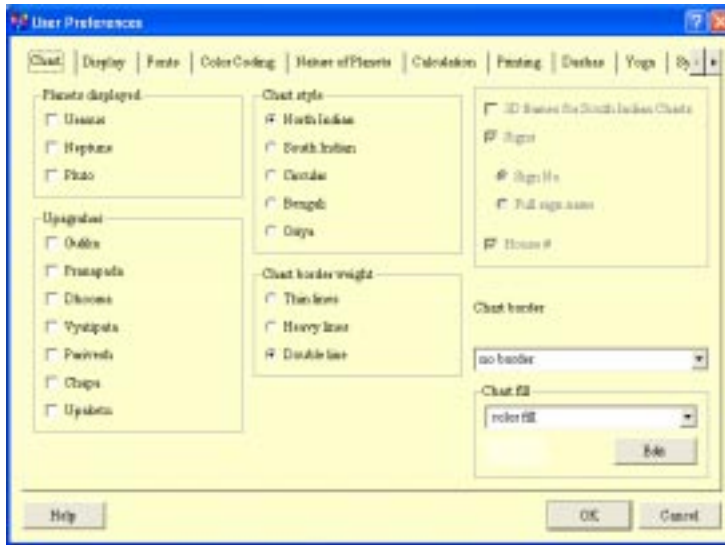 User Preferences
Chart Display Fonts Color Coding Nature of Planets Calculation Printing Dashas Yoga
Planets displayed
Uranus
Neptune
Pluto
Upagrahas
Gulika
Pranapada
Dhooma
Vyatipata
Parivesh
Chapa
Upaketu
Chart style
North Indian
South Indian
Circular
Bengali
Oriya
Chart border weight
Thin lines
Heavy lines
Double line
3D frames for South Indian Charts
Signs
Sign No
Full sign name
House #
Chart border
no border
Chart fill
color fill
Edit
Help
OK
Cancel